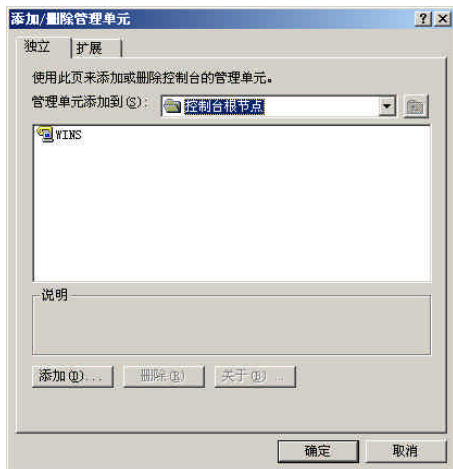 添加/删除管理单元
独立 扩展
使用此页来添加或删除控制台的管理单元。
管理单元添加到(S): 控制台根节点
WINS
说明
添加(D)... 删除(R) 关于(B) ...
确定 取消